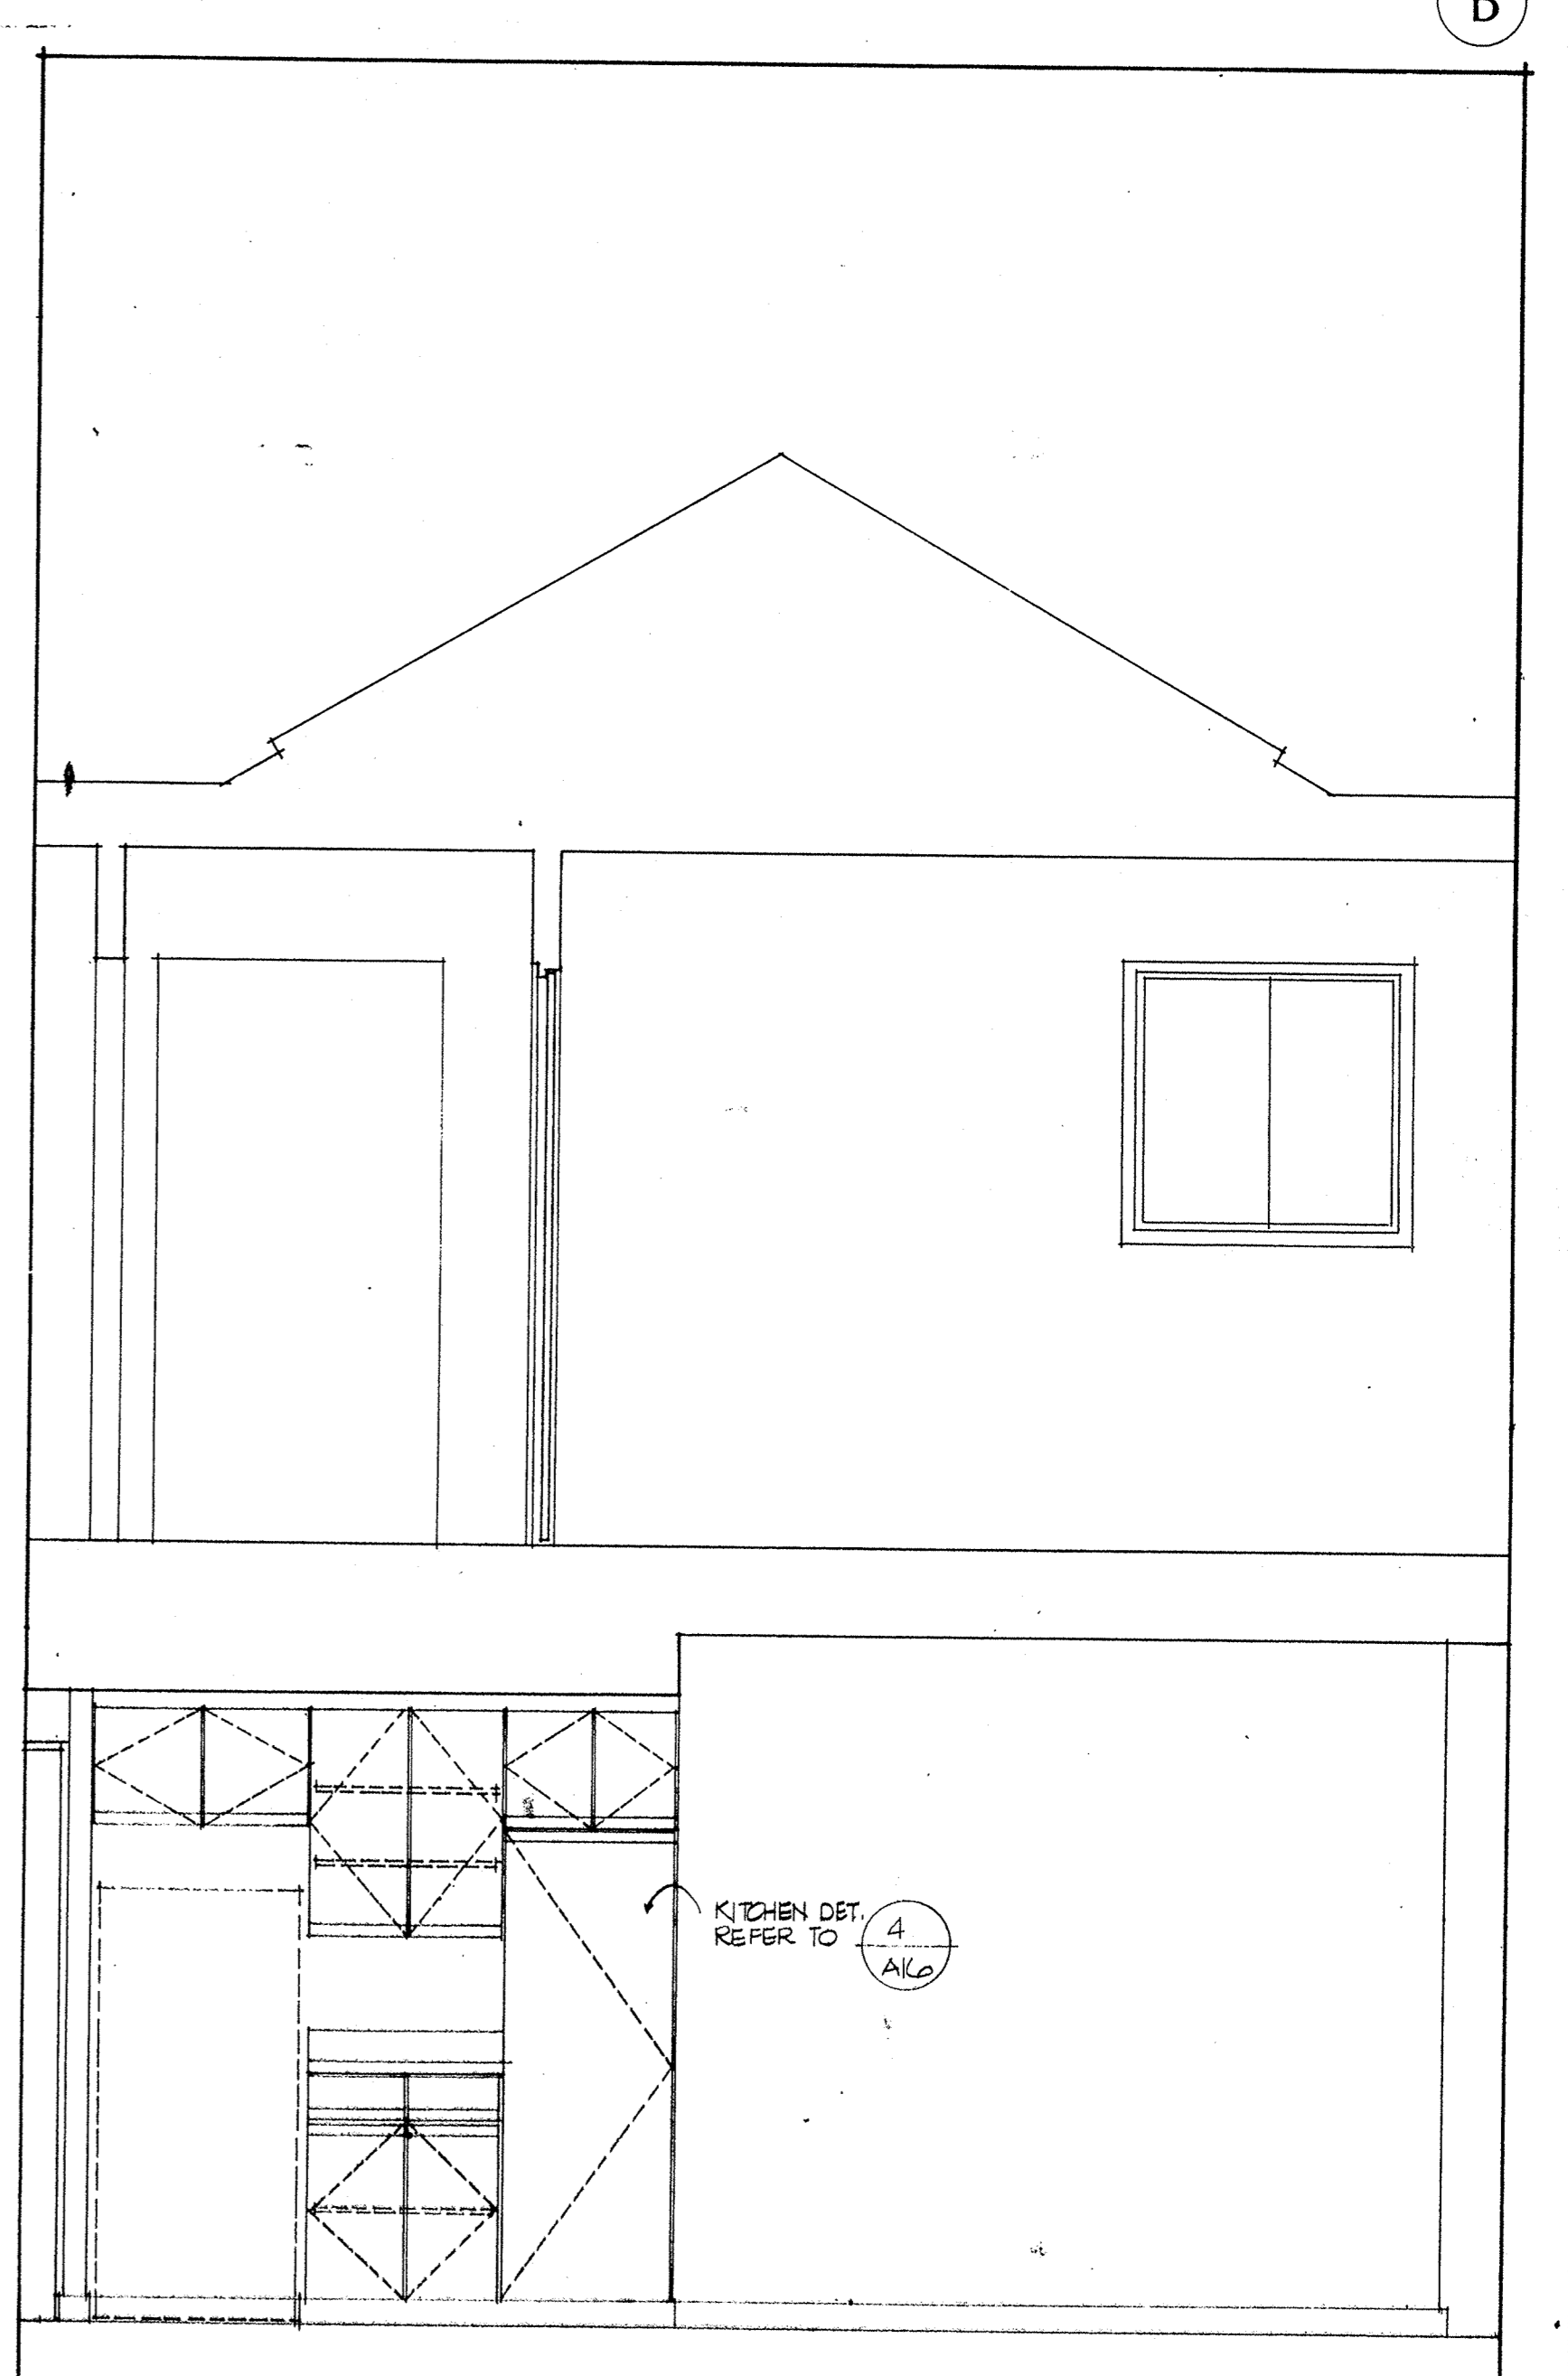 D
KITCHEN DET.
REFER TO
4
A16